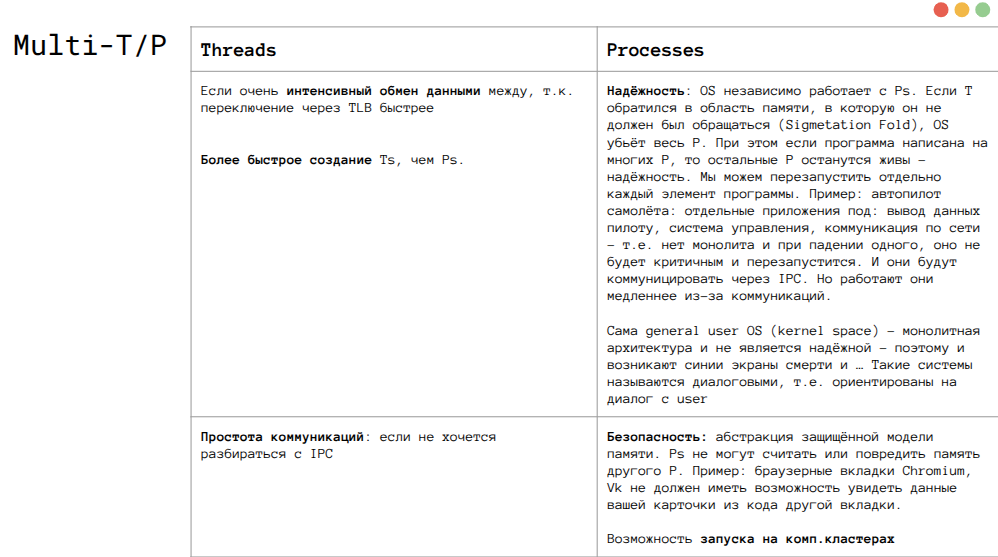 Multi-T/P
Threads
Processes
Если очень интенсивный обмен данными между, т.к.
переключение через TLB быстрее
Более быстрое создание Ts, чем Ps.
Надёжность: OS независимо работает с Ps. Если T
обратился в область памяти, в которую он не
должен был обращаться (Sigmetation Fold), OS
убьёт весь P. При этом если программа написана на
многих P, то остальные P останутся живы –
надёжность. Мы можем перезапустить отдельно
каждый элемент программы. Пример: автопилот
самолёта: отдельные приложения под: вывод данных
пилоту, система управления, коммуникация по сети
– т.е. нет монолита и при падении одного, оно не
будет критичным и перезапустится. И они будут
коммуницировать через IPC. Но работают они
медленнее из-за коммуникаций.
Сама general user OS (kernel space) – монолитная
архитектура и не является надёжной – поэтому и
возникают синии экраны смерти и … Такие системы
называются диалоговыми, т.е. ориентированы на
диалог с user
Простота коммуникаций: если не хочется
разбираться с IPC
Безопасность: абстракция защищённой модели
памяти. Ps не могут считать или повредить память
другого P. Пример: браузерные вкладки Chromium,
Vk не должен иметь возможность увидеть данные
вашей карточки из кода другой вкладки.
Возможность запуска на комп.кластерах